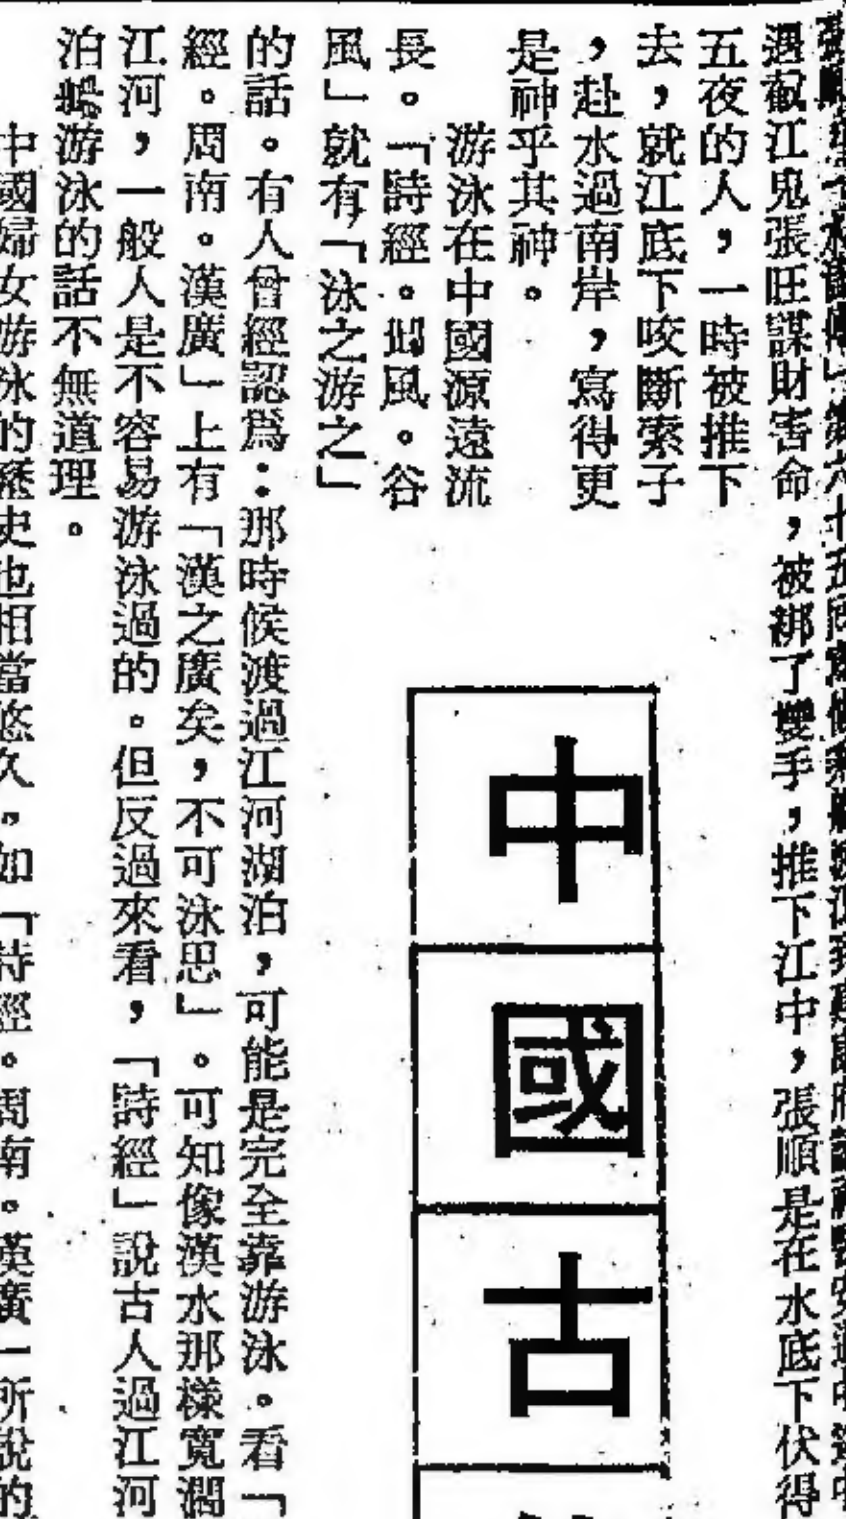 遇截江鬼張旺謀財害命，被綁了雙手，推下江中，張順是在水底下伏得
五夜的人，一時被推下
去，就江底下咬斷索子
，赴水過南岸，寫得更
是神乎其神。
游泳在中國源遠流
長。「詩經。邶風。谷
風」就有「泳之游之」
的話。有人曾經認爲：那時候渡過江河湖泊，可能是完全靠游泳。看「
經。周南。漢廣」上有「漢之廣矣，不可泳思」。可知像漢水那樣寬濶
江河，一般人是不容易游泳過的。但反過來看，「詩經」說古人過江河
泊游泳的話不無道理。
中國婦女游泳的歷史也相當悠久。如「詩經。周南。漢廣一所說的
中國古